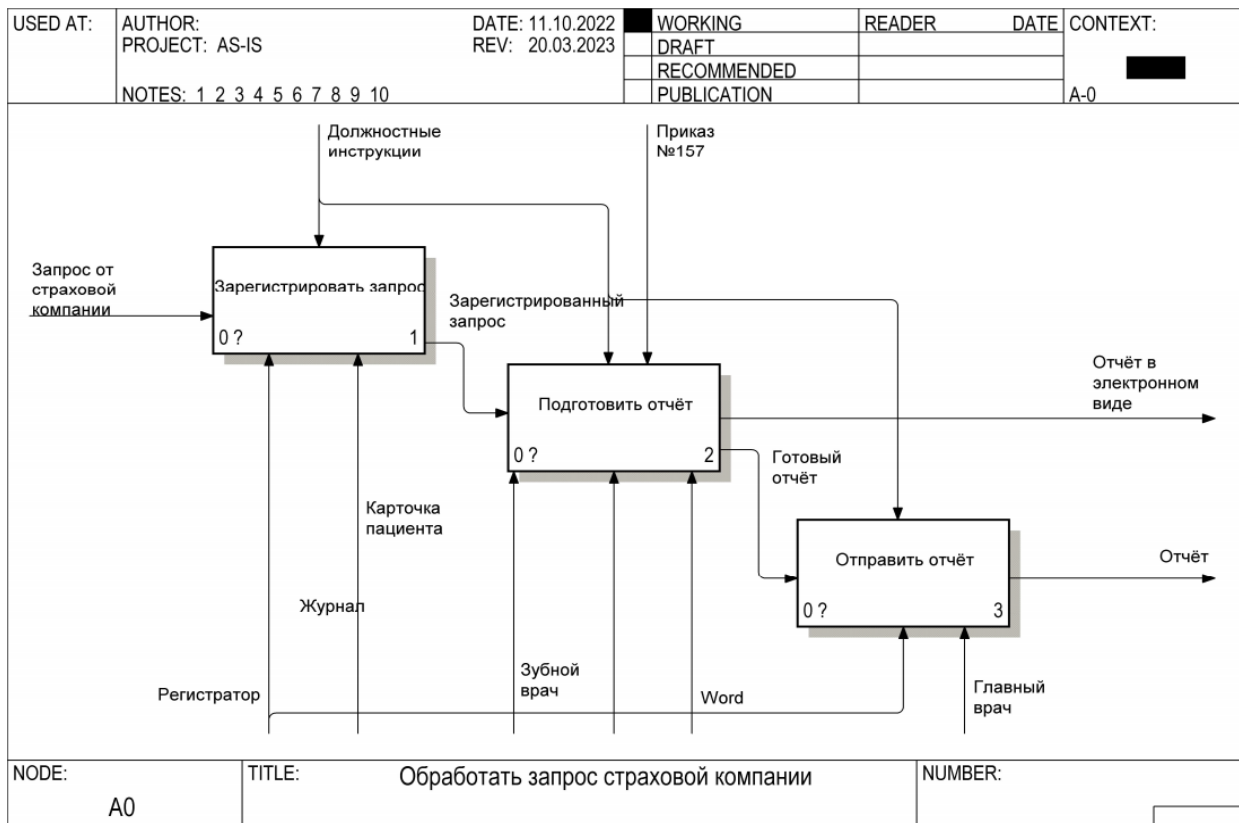 USED AT:
AUTHOR:
DATE: 11.10.2022
WORKING
READER
DATE
CONTEXT:
PROJECT: AS-IS
REV: 20.03.2023
DRAFT
RECOMMENDED
NOTES: 1 2 3 4 5 6 7 8 9 10
PUBLICATION
A-0
Должностные
инструкции
Приказ
№157
Запрос от
страховой
компании
Зарегистрировать запрос
0 ?
1
Зарегистрированный
запрос
Подготовить отчёт
0 ?
2
Отчёт в
электронном
виде
Готовый
отчёт
Карточка
пациента
Отправить отчёт
0 ?
3
Отчёт
Журнал
Регистратор
Зубной
врач
Word
Главный
врач
NODE:
A0
TITLE:
Обработать запрос страховой компании
NUMBER: